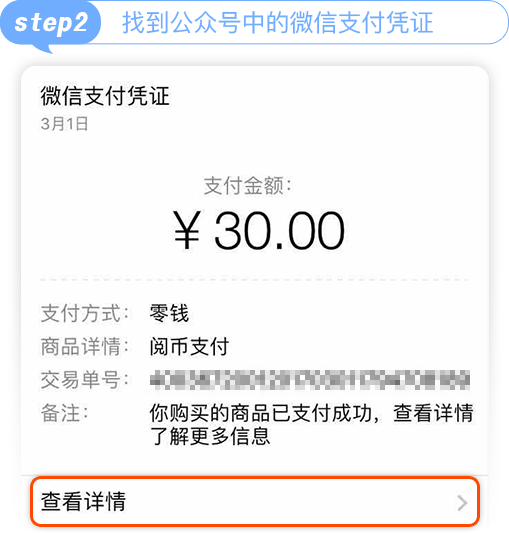 step2 找到公众号中的微信支付凭证
微信支付凭证
3月1日
支付金额：
￥30.00
支付方式： 零钱
商品详情： 阅币支付
交易单号：
备注： 你购买的商品已支付成功，查看详情
了解更多信息
查看详情